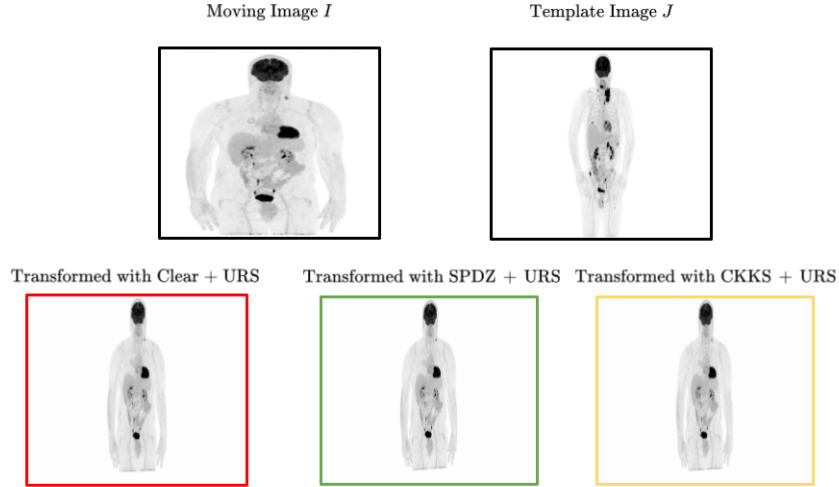 Moving Image I
Template Image J
Transformed with Clear + URS
Transformed with SPDZ + URS
Transformed with CKKS + URS